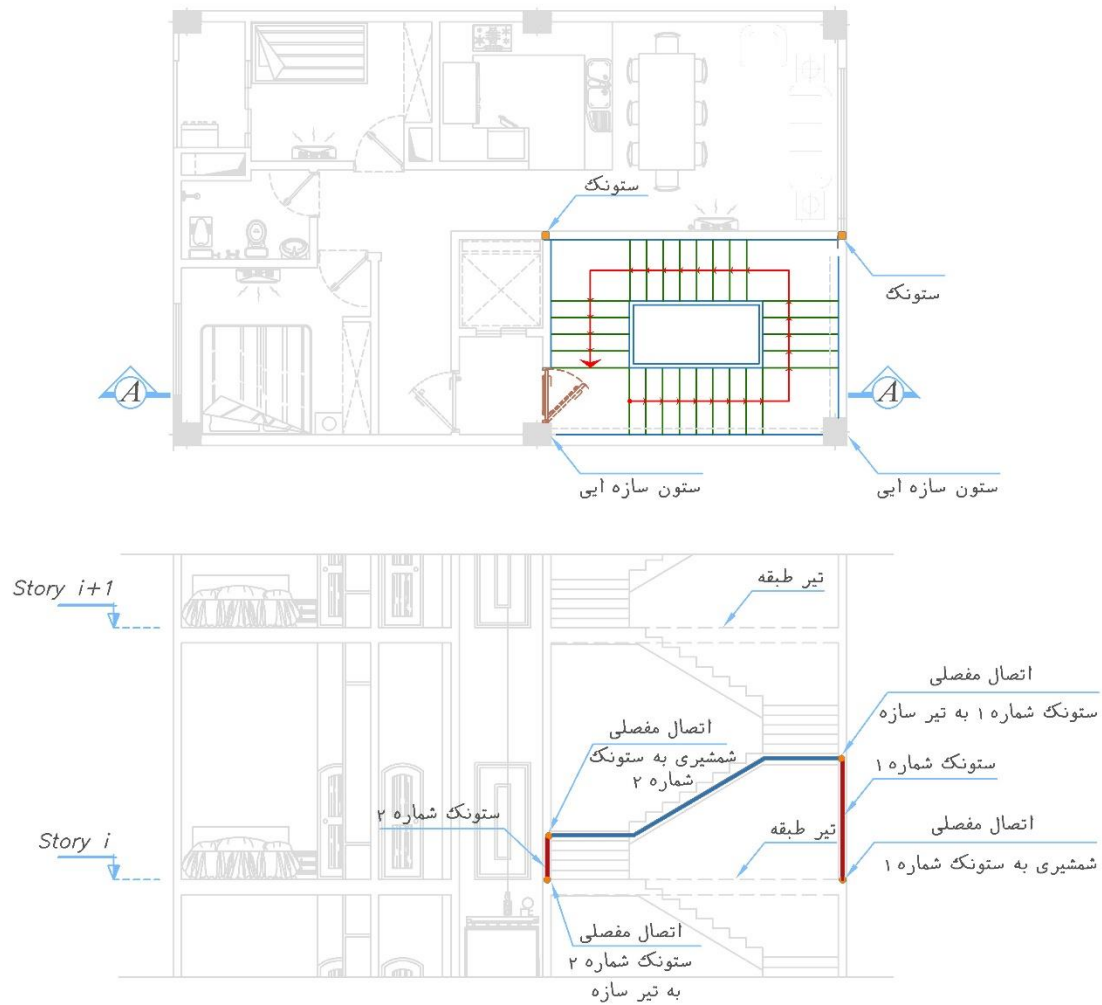 ستونک
ستونک
A
A
ستون سازه ایی
ستون سازه ایی
Story i+1
تیر طبقه
اتصال مفصلی
ستونک شماره ۱ به تیر سازه
اتصال مفصلی
شمشیری به ستونک
شماره ۲
ستونک شماره ۱
ستونک شماره ۲
تیر طبقه
اتصال مفصلی
شمشیری به ستونک شماره ۱
Story i
اتصال مفصلی
ستونک شماره ۲
به تیر سازه